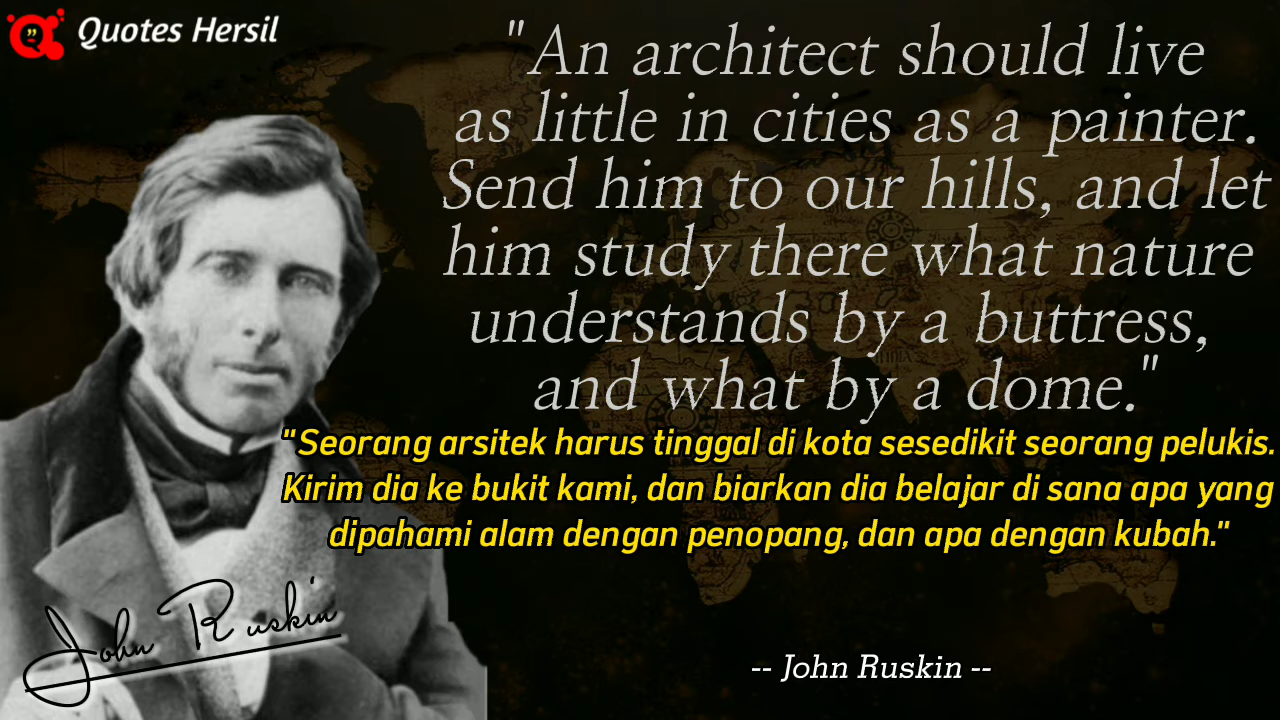 Quotes Hersil
"An architect should live
as little in cities as a painter.
Send him to our hills, and let
him study there what nature
understands by a buttress,
and what by a dome."
"Seorang arsitek harus tinggal di kota sesedikit seorang pelukis.
Kirim dia ke bukit kami, dan biarkan dia belajar di sana apa yang
dipahami alam dengan penopang, dan apa dengan kubah."
John Ruskin
-- John Ruskin --